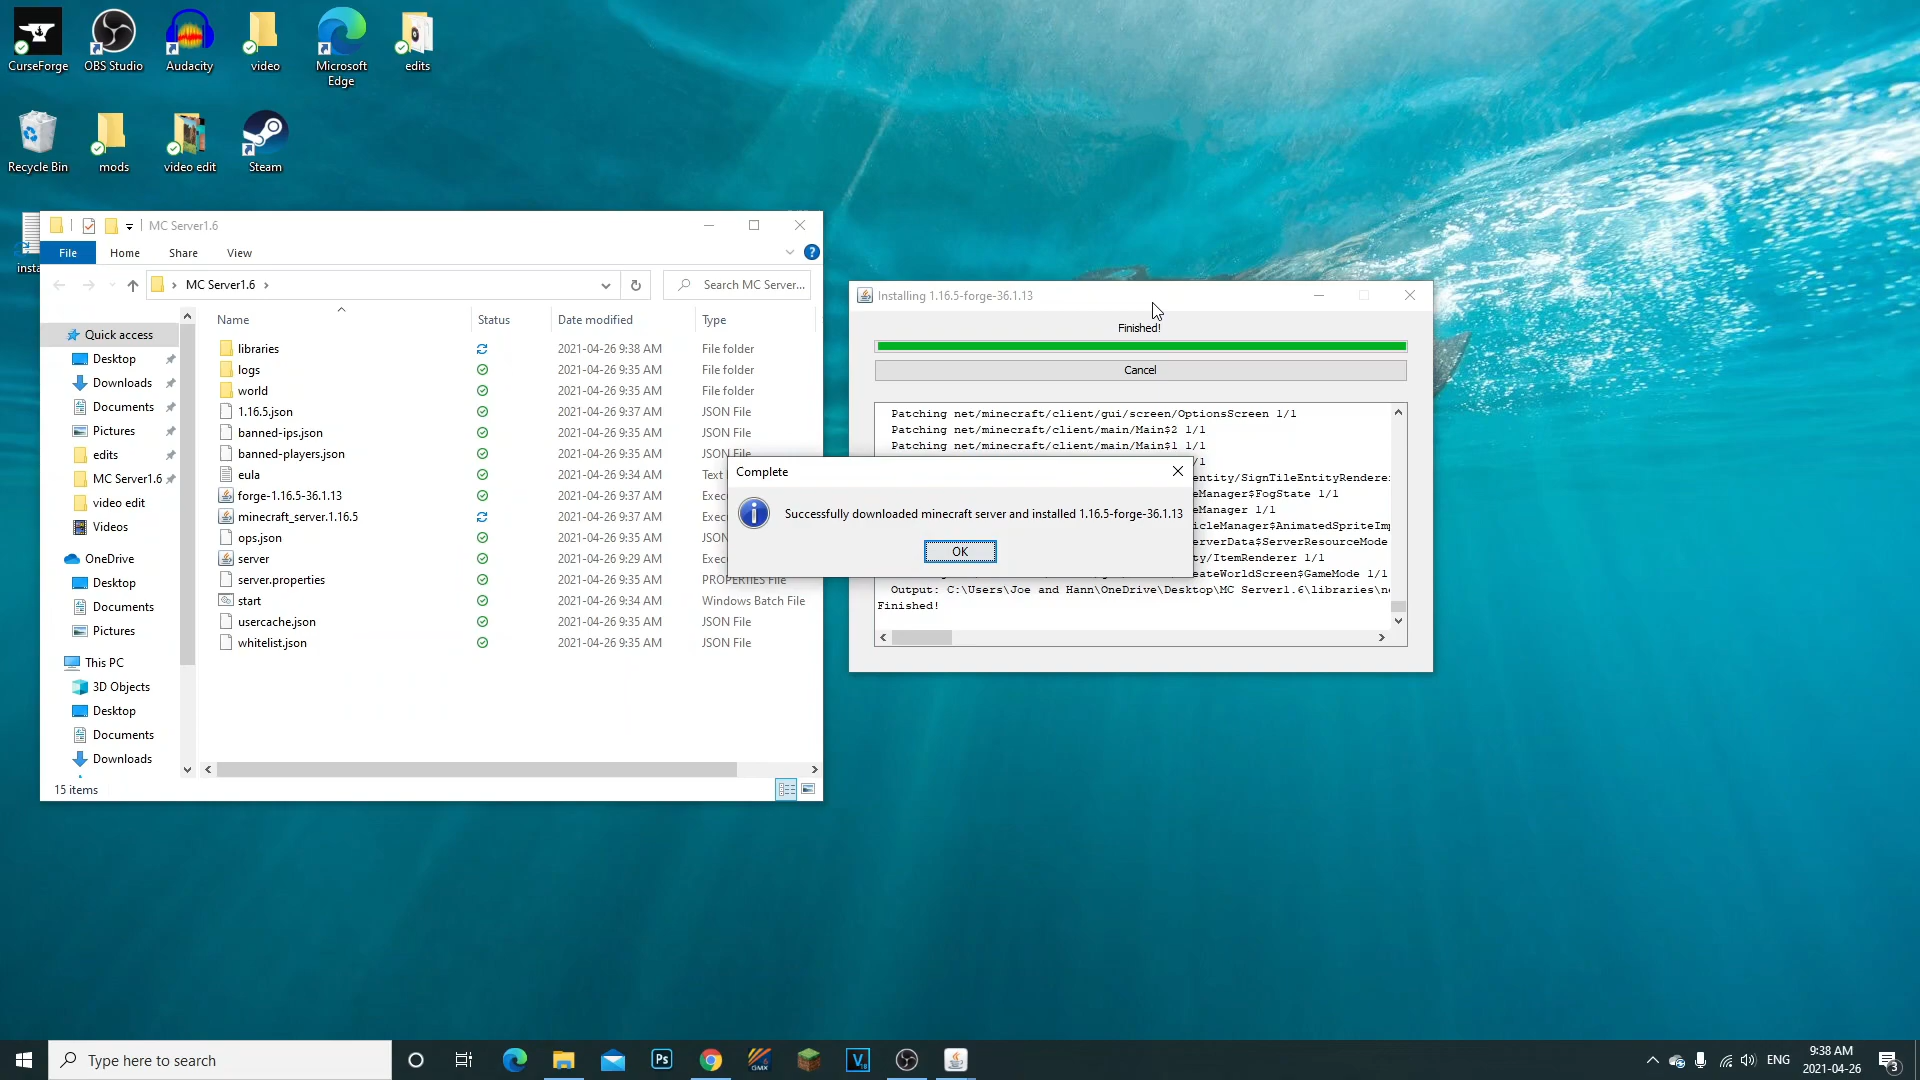 CurseForge
OBS Studio
Audacity
video
Microsoft
Edge
edits
Recycle Bin
mods
video edit
Steam
insta
MC Server1.6
File
Home
Share
View
MC Server1.6
Search MC Server...
Quick access
Desktop
Downloads
Documents
Pictures
edits
MC Server1.6
video edit
Videos
OneDrive
Desktop
Documents
Pictures
This PC
3D Objects
Desktop
Documents
Downloads
Name Status Date modified Type
libraries 2021-04-26 9:38 AM File folder
logs 2021-04-26 9:35 AM File folder
world 2021-04-26 9:35 AM File folder
1.16.5.json 2021-04-26 9:37 AM JSON File
banned-ips.json 2021-04-26 9:35 AM JSON File
banned-players.json 2021-04-26 9:35 AM JSON File
eula 2021-04-26 9:34 AM Text
forge-1.16.5-36.1.13 2021-04-26 9:37 AM Exec
minecraft_server.1.16.5 2021-04-26 9:37 AM Exec
ops.json 2021-04-26 9:35 AM JSON
server 2021-04-26 9:29 AM Exec
server.properties 2021-04-26 9:35 AM PROPERTIES File
start 2021-04-26 9:34 AM Windows Batch File
usercache.json 2021-04-26 9:35 AM JSON File
whitelist.json 2021-04-26 9:35 AM JSON File
15 items
Installing 1.16.5-forge-36.1.13
Finished!
Cancel
Patching net/minecraft/client/gui/screen/OptionsScreen 1/1
Patching net/minecraft/client/main/Main$2 1/1
Patching net/minecraft/client/main/Main$1 1/1
/1
entity/SignTileEntityRenderer
eManager$FogState 1/1
eManager 1/1
icleManager$AnimatedSpriteImp
erverData$ServerResourceMode
ty/ItemRenderer 1/1
eateWorldScreen$GameMode 1/1
Output: C:\Users\Joe and Hann\OneDrive\Desktop\MC Server1.6\libraries\ne
Finished!
Complete
Successfully downloaded minecraft server and installed 1.16.5-forge-36.1.13
OK
Type here to search
Ps
GMX
V
18
ENG
9:38 AM
2021-04-26
3